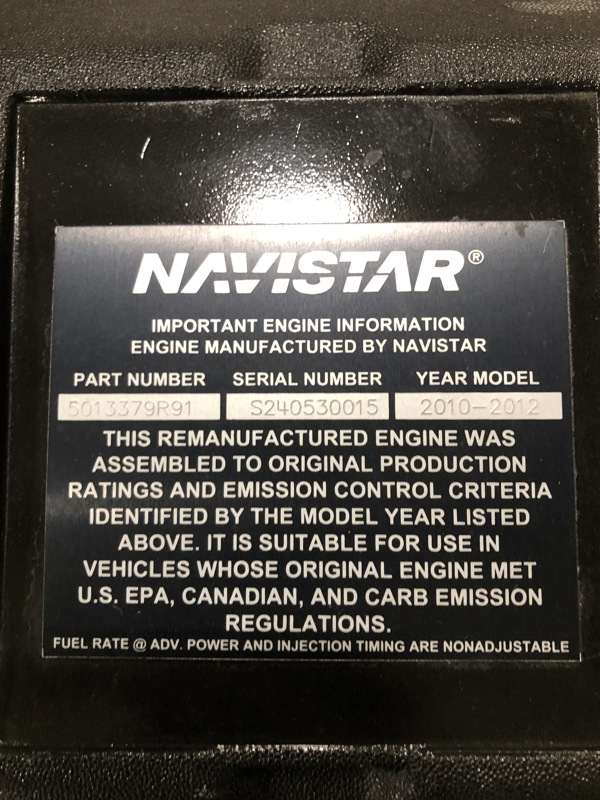 NAVISTAR®
IMPORTANT ENGINE INFORMATION
ENGINE MANUFACTURED BY NAVISTAR
PART NUMBER SERIAL NUMBER YEAR MODEL
5013379R91 S240530015 2010-2012
THIS REMANUFACTURED ENGINE WAS
ASSEMBLED TO ORIGINAL PRODUCTION
RATINGS AND EMISSION CONTROL CRITERIA
IDENTIFIED BY THE MODEL YEAR LISTED
ABOVE. IT IS SUITABLE FOR USE IN
VEHICLES WHOSE ORIGINAL ENGINE MET
U.S. EPA, CANADIAN, AND CARB EMISSION
REGULATIONS.
FUEL RATE @ ADV. POWER AND INJECTION TIMING ARE NONADJUSTABLE